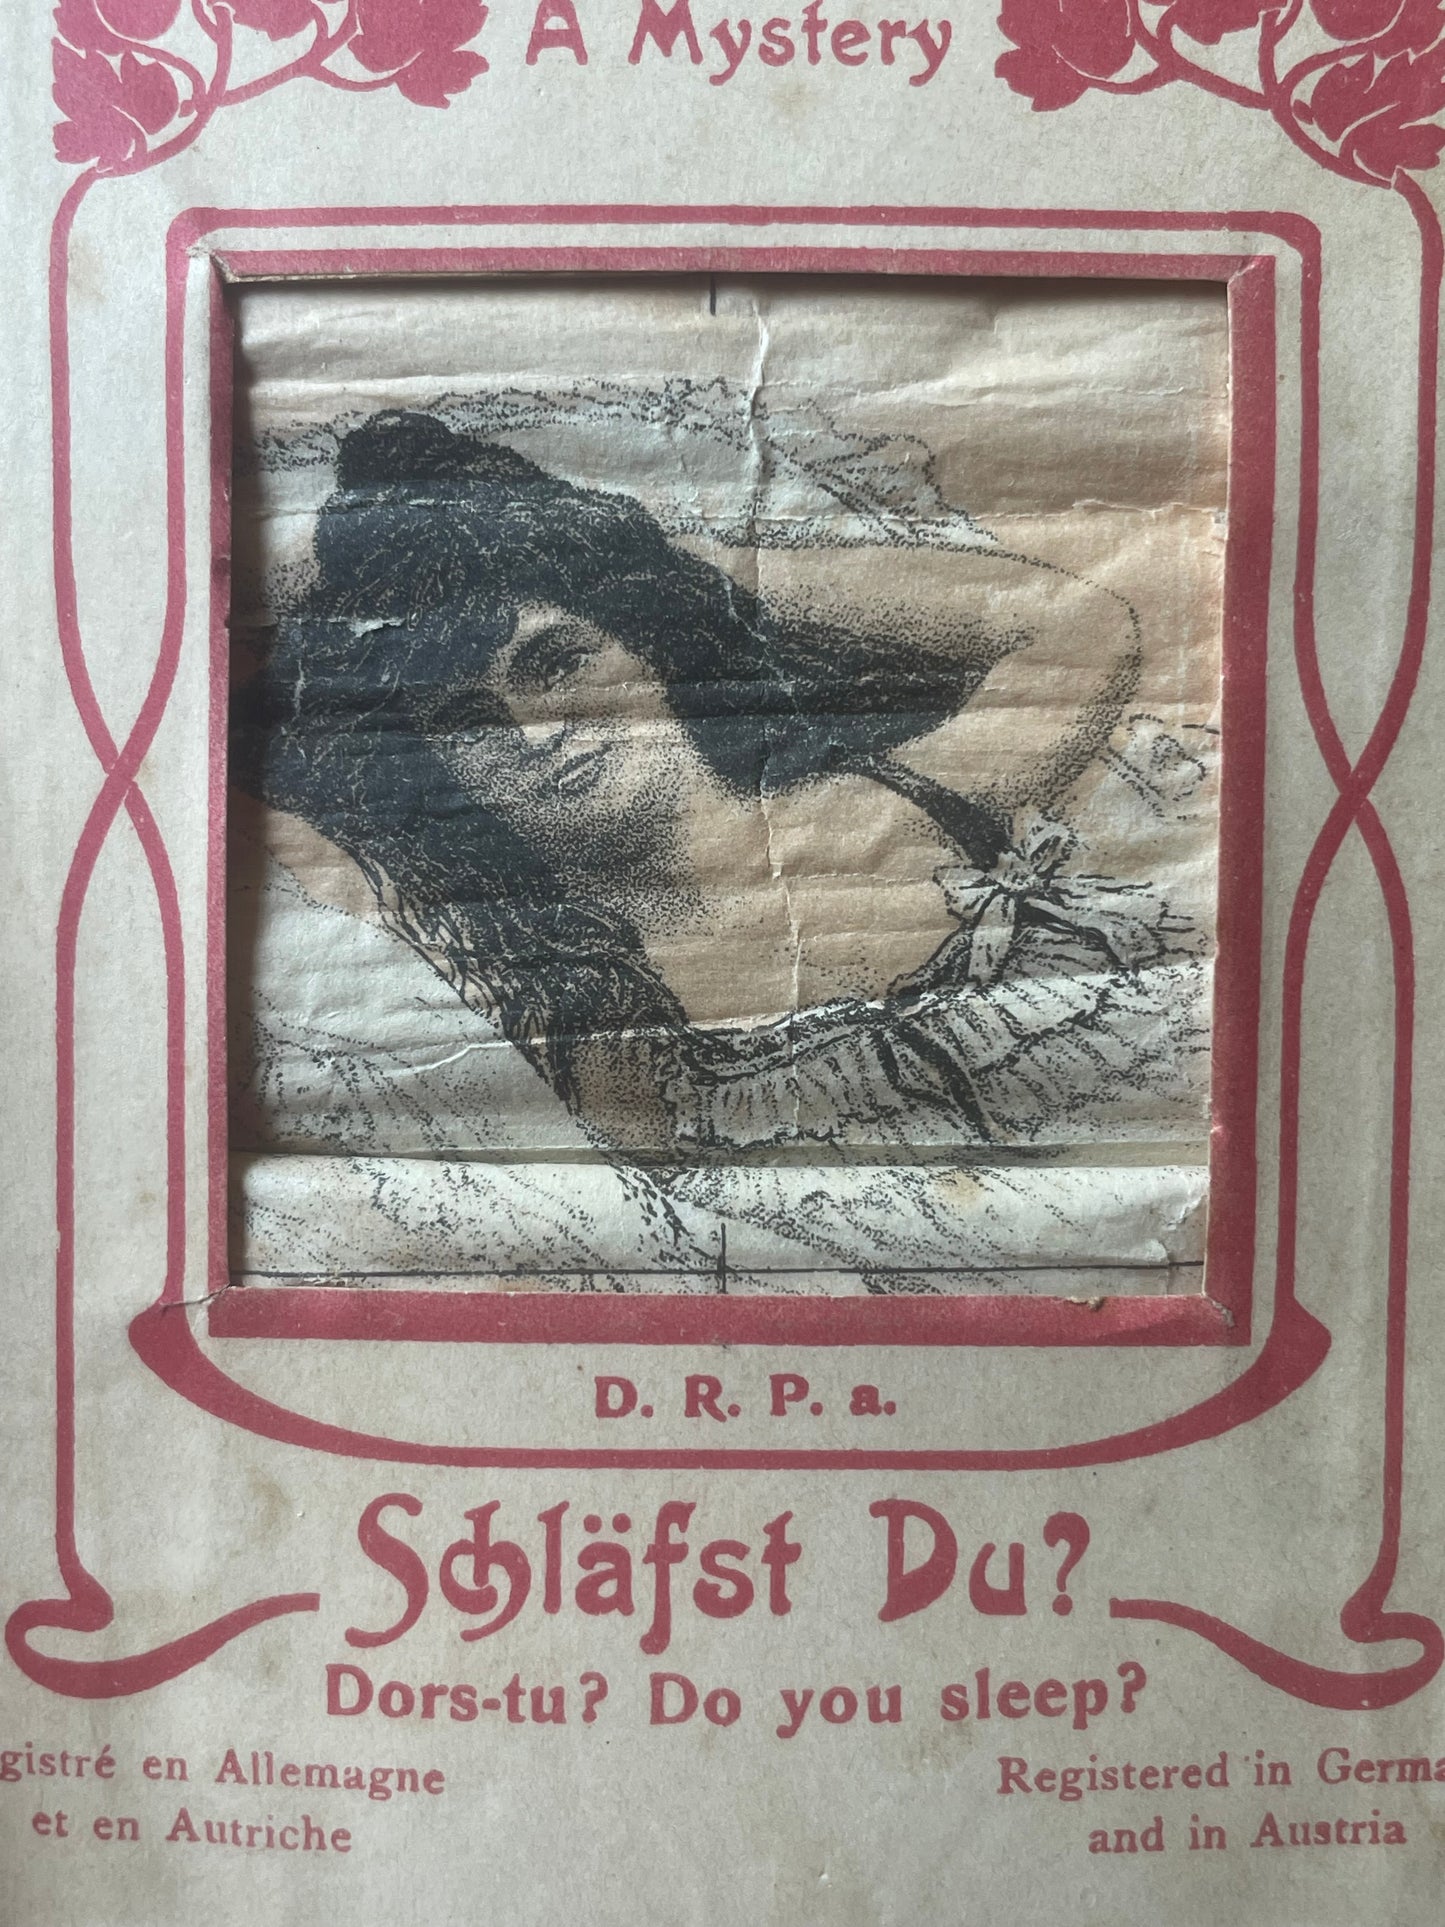 A Mystery
D. R. P. a.
Schläfst Du?
Dors-tu? Do you sleep?
gistré en Allemagne
et en Autriche
Registered in Germa
and in Austria